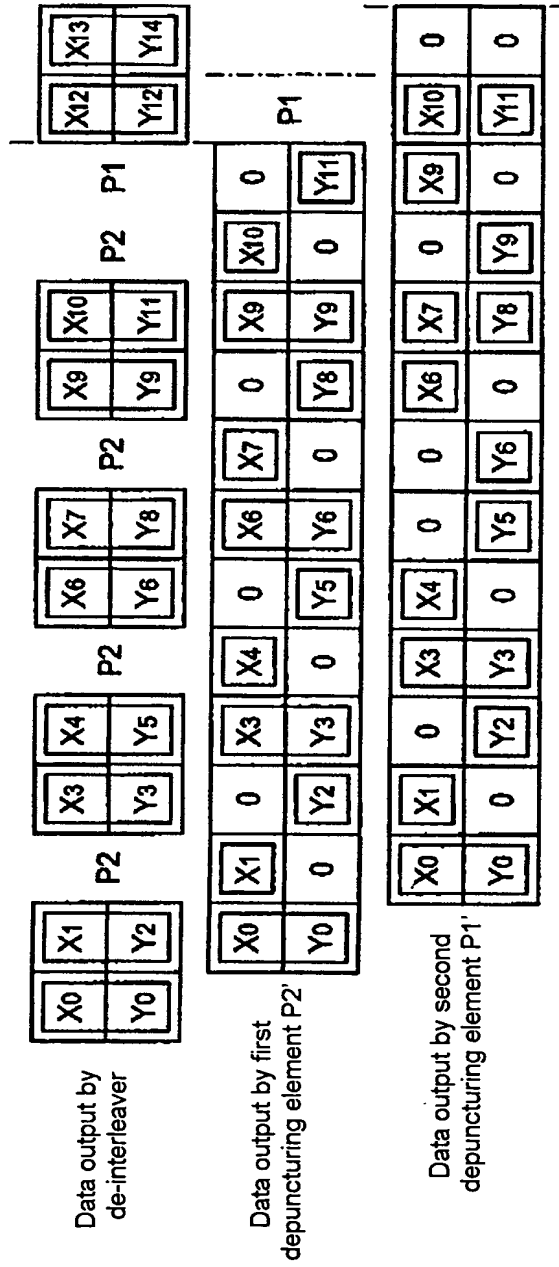 Data output by
de-interleaver
X0 X1 P2 X3 X4 P2 X6 X7 P2 X9 X10 P2 P1 X12 X13
Y0 Y2 Y3 Y5 Y6 Y8 Y9 Y11 Y12 Y14
Data output by first
depuncturing element P2'
X0 X1 0 X3 X4 0 X6 X7 0 X9 X10 0 P1
Y0 0 Y2 Y3 0 Y5 Y6 0 Y8 Y9 0 Y11
Data output by second
depuncturing element P1'
X0 X1 0 X3 X4 0 0 X6 X7 0 X9 X10 0
Y0 0 Y2 Y3 0 Y5 Y6 0 Y8 Y9 0 Y11 0